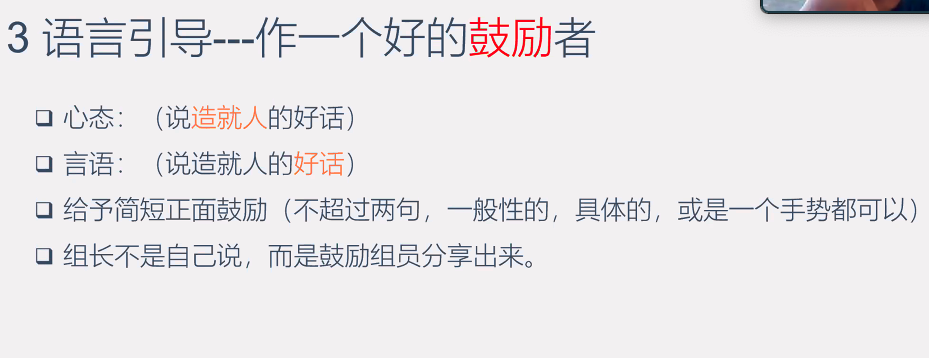 3 语言引导---作一个好的鼓励者
❑ 心态：（说造就人的好话）
❑ 言语：（说造就人的好话）
❑ 给予简短正面鼓励（不超过两句，一般性的，具体的，或是一个手势都可以）
❑ 组长不是自己说，而是鼓励组员分享出来。